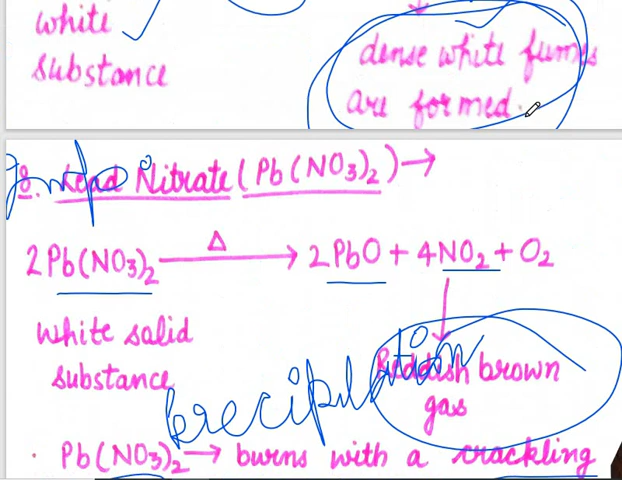 white
substance
dense white fumes
are formed.
Imp
8. Lead Nitrate (Pb(NO₃)₂) →
2Pb(NO₃)₂ —Δ→ 2PbO + 4NO₂ + O₂
↓
white solid
substance
Reddish brown
gas
precipitation
· Pb(NO₃)₂ → burns with a crackling